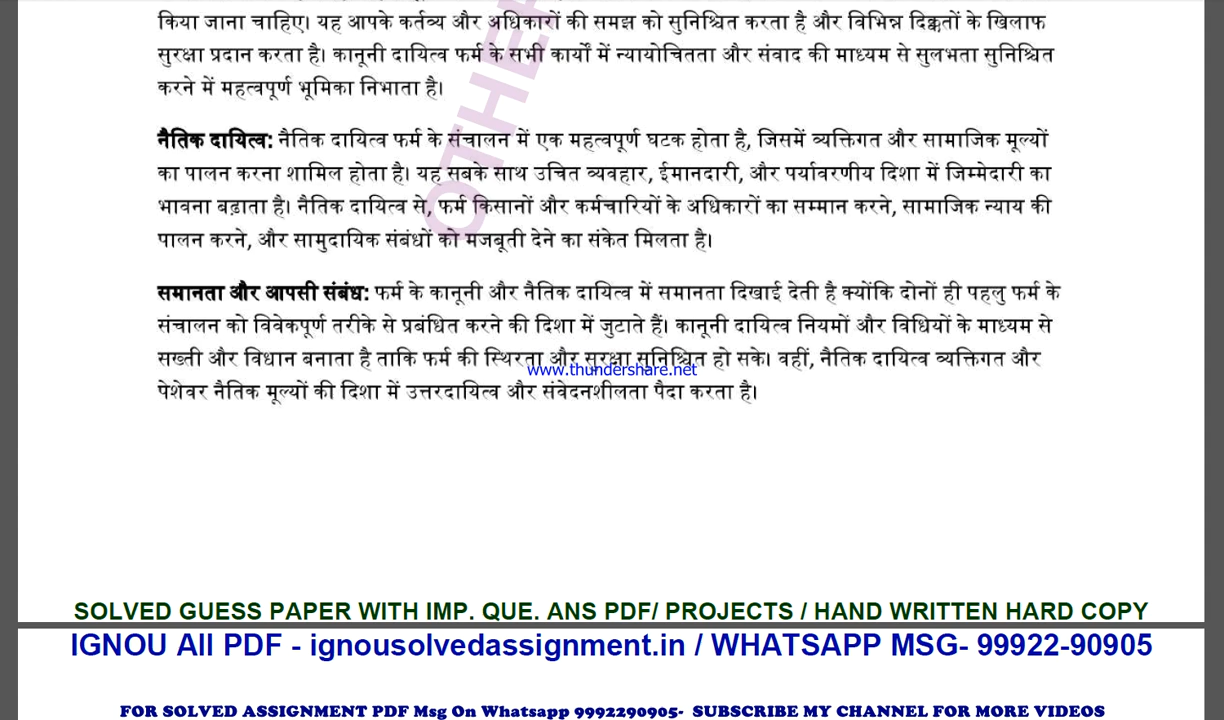 किया जाना चाहिए। यह आपके कर्तव्य और अधिकारों की समझ को सुनिश्चित करता है और विभिन्न दिक्कतों के खिलाफ
सुरक्षा प्रदान करता है। कानूनी दायित्व फर्म के सभी कार्यों में न्यायोचितता और संवाद की माध्यम से सुलभता सुनिश्चित
करने में महत्वपूर्ण भूमिका निभाता है।
नैतिक दायित्व: नैतिक दायित्व फर्म के संचालन में एक महत्वपूर्ण घटक होता है, जिसमें व्यक्तिगत और सामाजिक मूल्यों
का पालन करना शामिल होता है। यह सबके साथ उचित व्यवहार, ईमानदारी, और पर्यावरणीय दिशा में जिम्मेदारी का
भावना बढ़ाता है। नैतिक दायित्व से, फर्म किसानों और कर्मचारियों के अधिकारों का सम्मान करने, सामाजिक न्याय की
पालन करने, और सामुदायिक संबंधों को मजबूती देने का संकेत मिलता है।
समानता और आपसी संबंध: फर्म के कानूनी और नैतिक दायित्व में समानता दिखाई देती है क्योंकि दोनों ही पहलु फर्म के
संचालन को विवेकपूर्ण तरीके से प्रबंधित करने की दिशा में जुटाते हैं। कानूनी दायित्व नियमों और विधियों के माध्यम से
सख्ती और विधान बनाता है ताकि फर्म की स्थिरता और सुरक्षा सुनिश्चित हो सके। वहीं, नैतिक दायित्व व्यक्तिगत और
www.thundershare.net
पेशेवर नैतिक मूल्यों की दिशा में उत्तरदायित्व और संवेदनशीलता पैदा करता है।
OTHER
SOLVED GUESS PAPER WITH IMP. QUE. ANS PDF/ PROJECTS / HAND WRITTEN HARD COPY
IGNOU All PDF - ignousolvedassignment.in / WHATSAPP MSG- 99922-90905
FOR SOLVED ASSIGNMENT PDF Msg On Whatsapp 9992290905- SUBSCRIBE MY CHANNEL FOR MORE VIDEOS